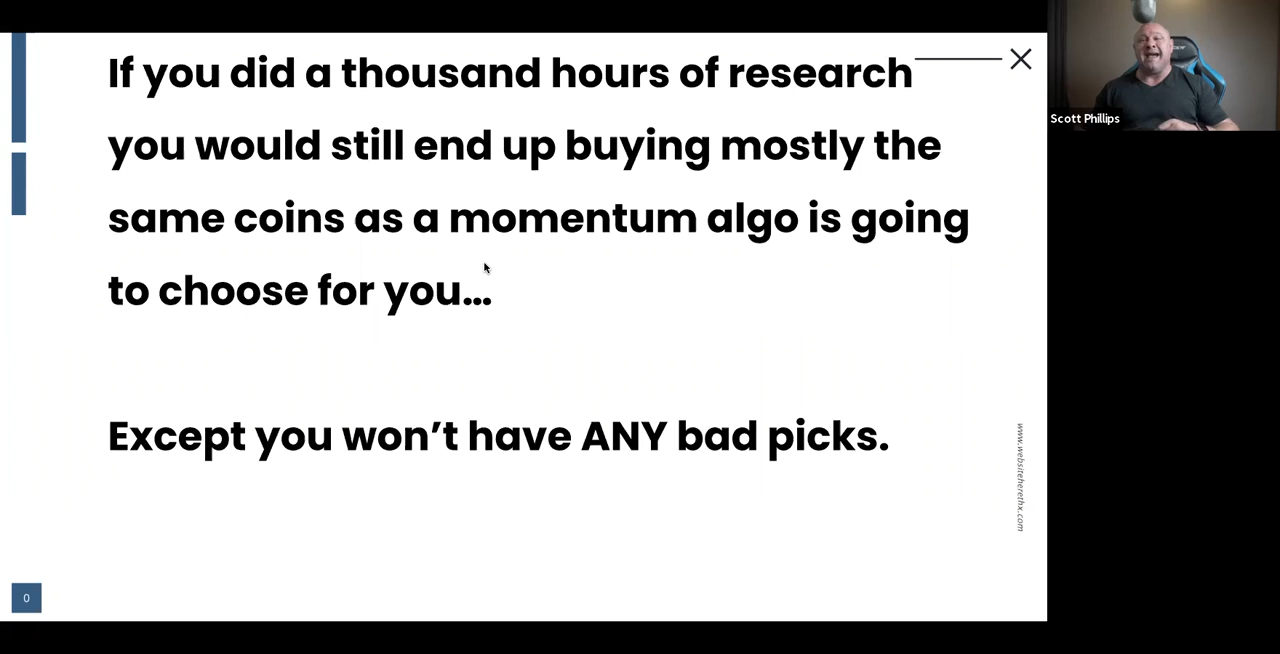 If you did a thousand hours of research
you would still end up buying mostly the
same coins as a momentum algo is going
to choose for you...
Except you won’t have ANY bad picks.
www.websiteherethx.com
0
Scott Phillips